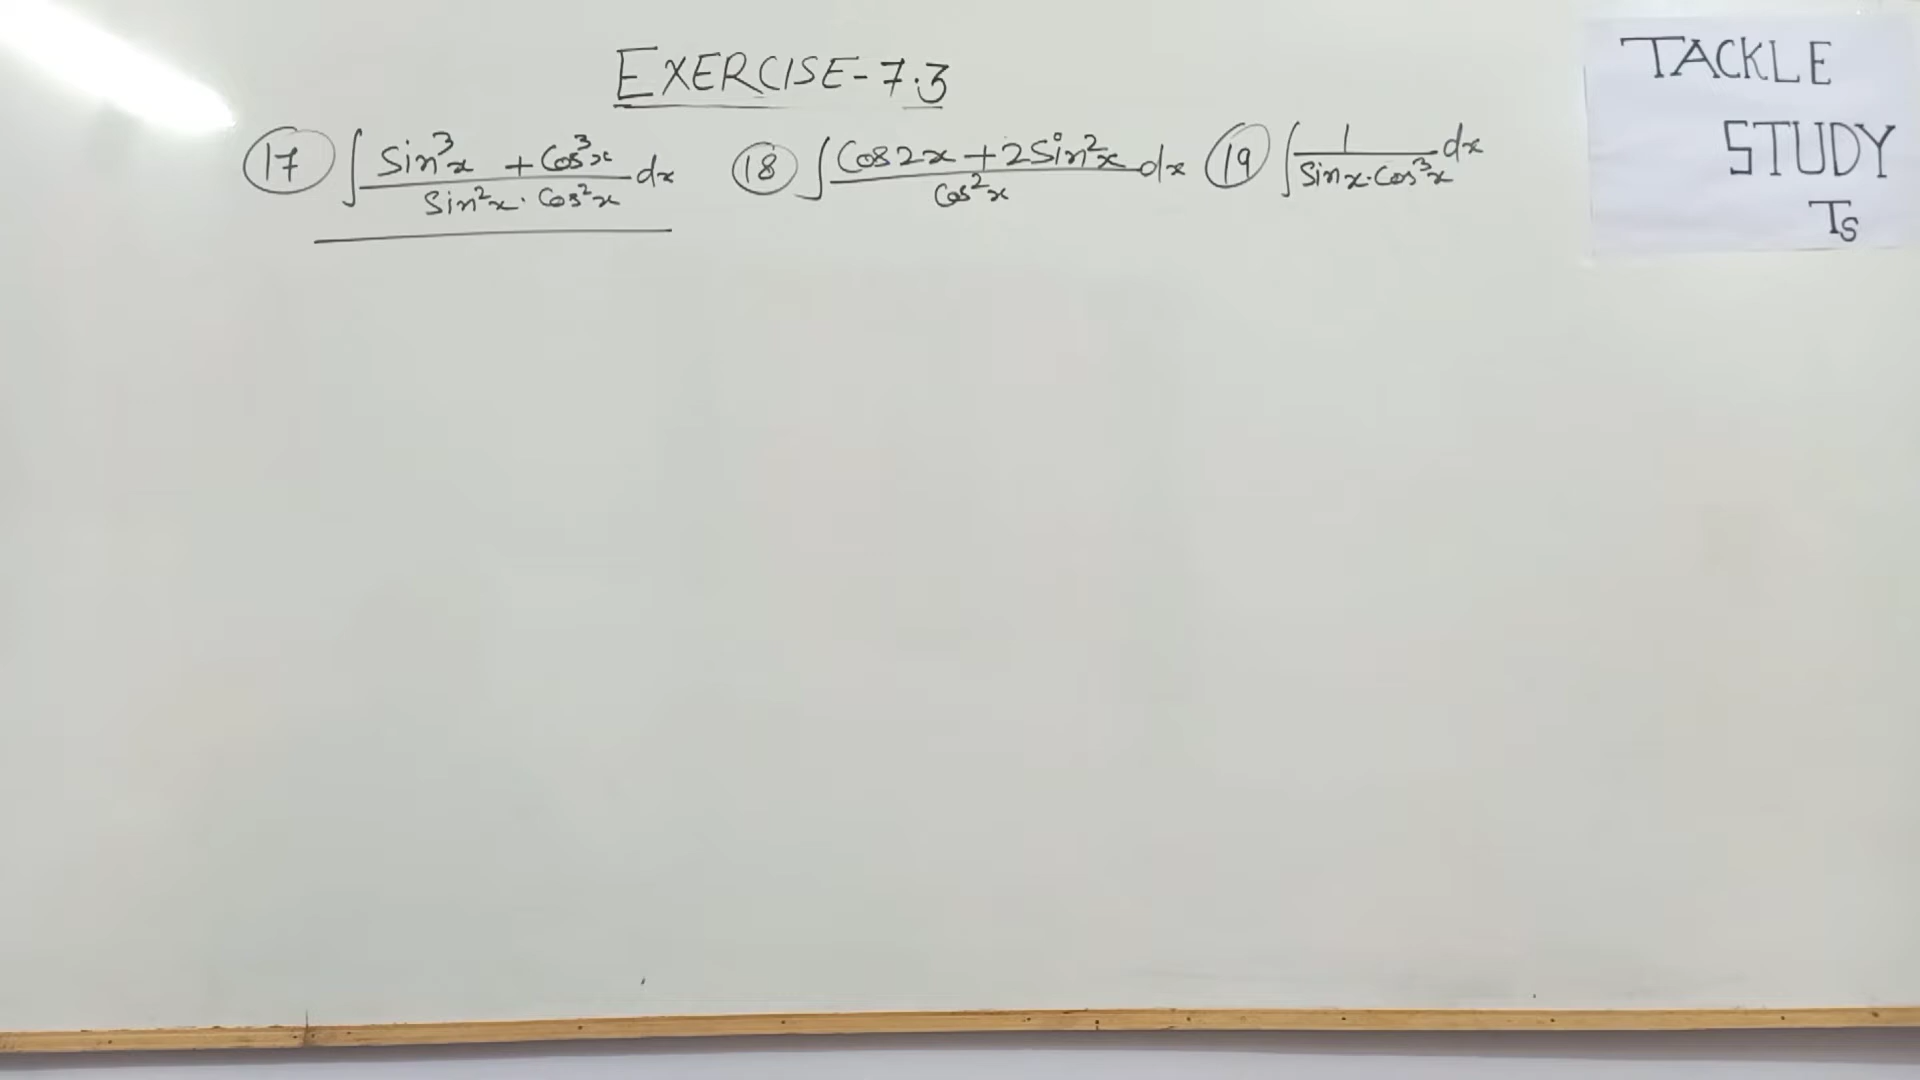 EXERCISE-7.3
⑰ ∫ (Sin³x + Cos³x)/(Sin²x · Cos²x) dx ⑱ ∫ (Cos2x + 2Sin²x)/(Cos²x) dx ⑲ ∫ 1/(Sinx·Cos³x) dx
TACKLE
STUDY
Ts